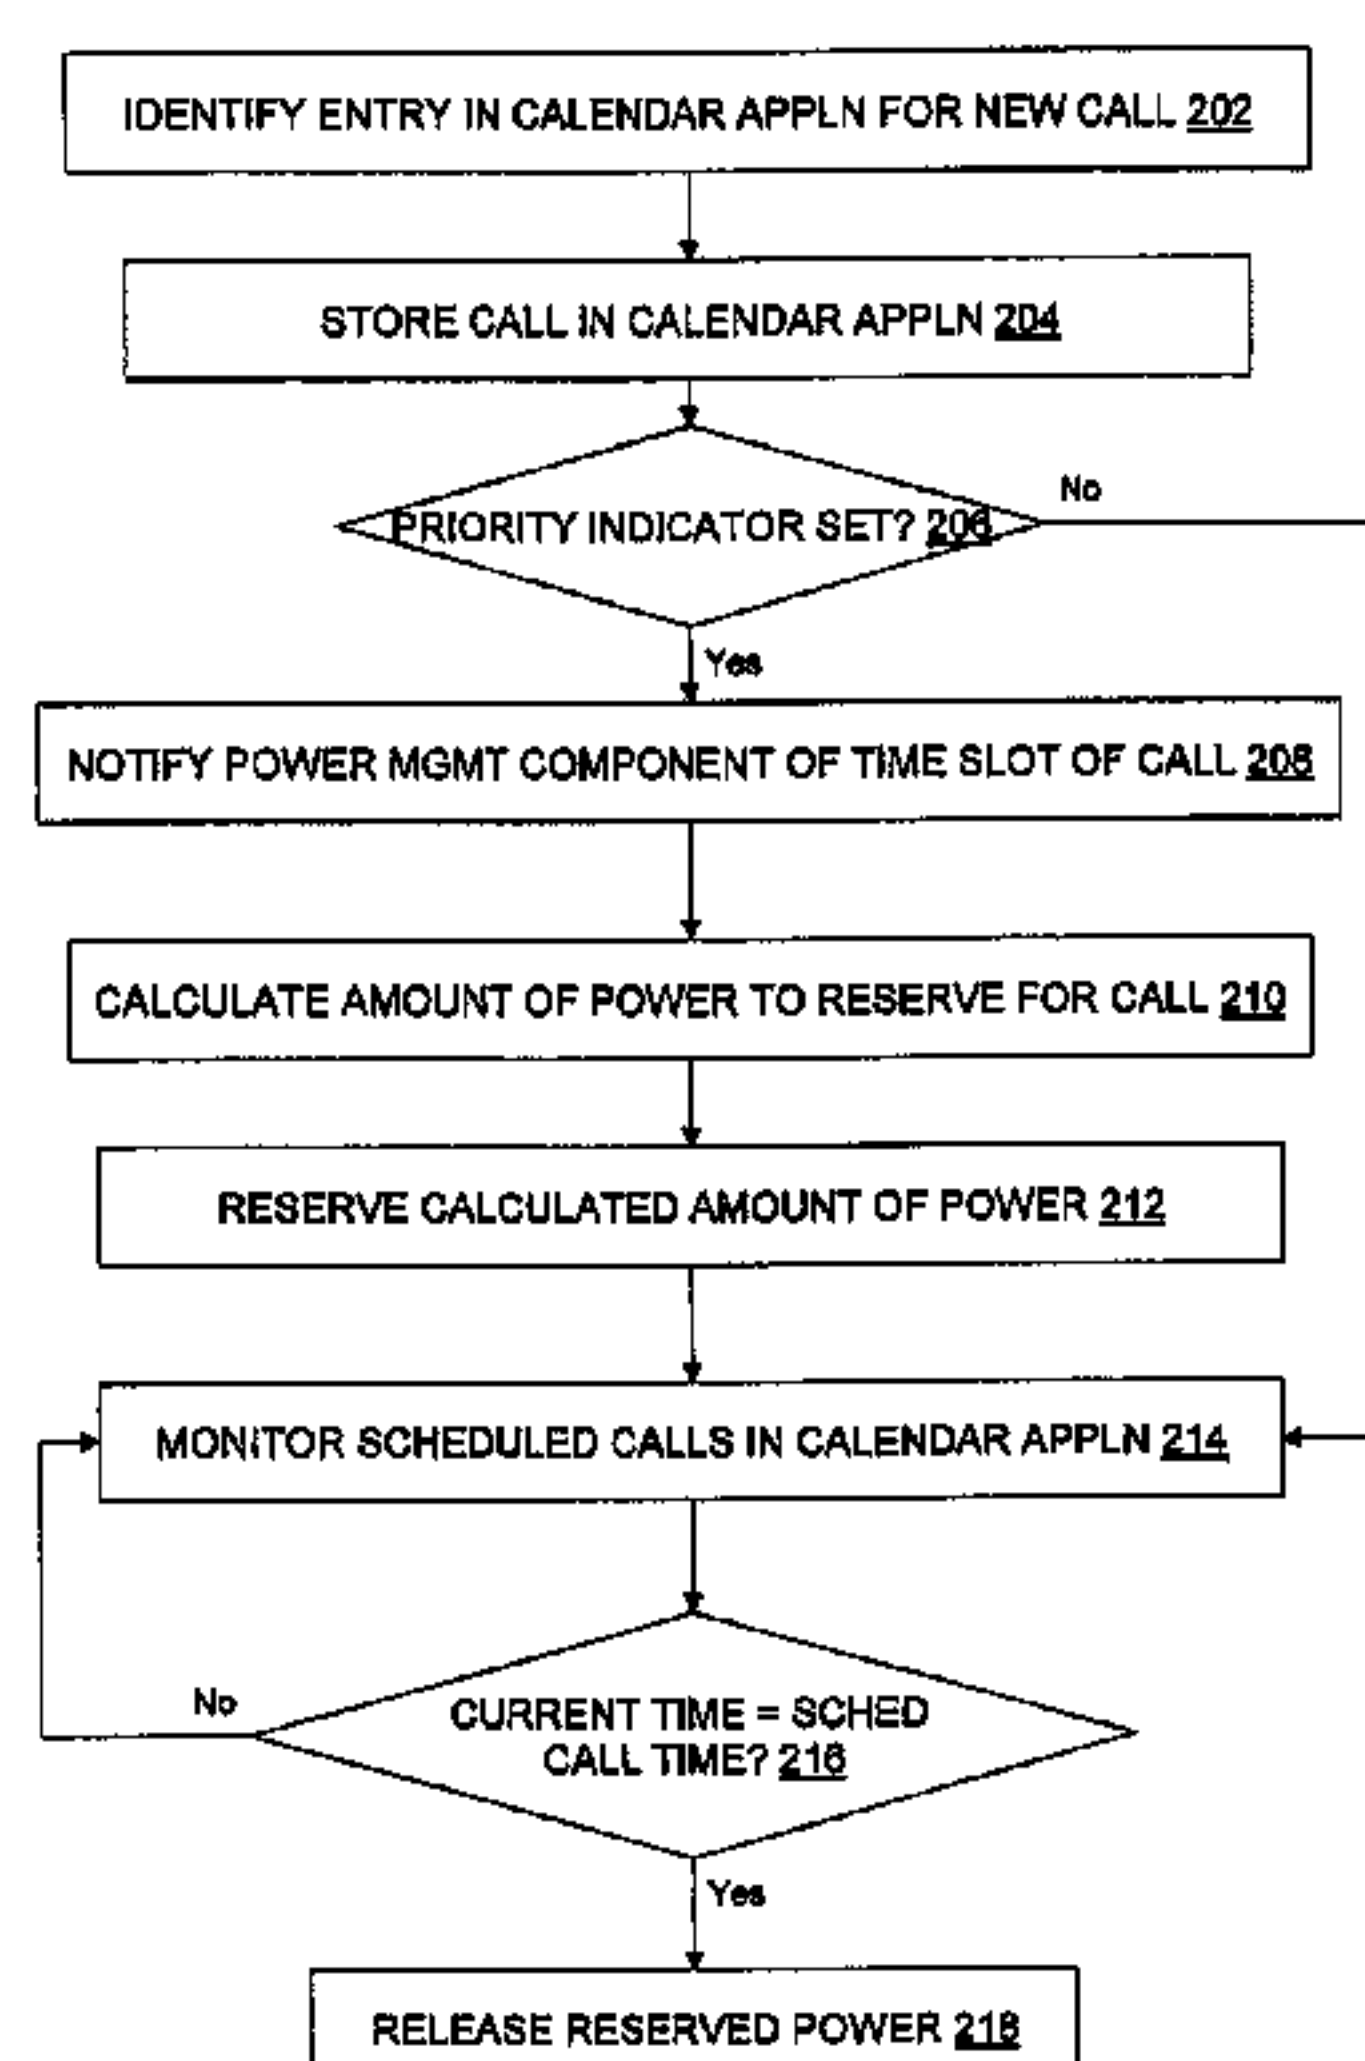 IDENTIFY ENTRY IN CALENDAR APPLN FOR NEW CALL 202
STORE CALL IN CALENDAR APPLN 204
No
PRIORITY INDICATOR SET? 206
Yes
NOTIFY POWER MGMT COMPONENT OF TIME SLOT OF CALL 208
CALCULATE AMOUNT OF POWER TO RESERVE FOR CALL 210
RESERVE CALCULATED AMOUNT OF POWER 212
MONITOR SCHEDULED CALLS IN CALENDAR APPLN 214
No
CURRENT TIME = SCHED
CALL TIME? 216
Yes
RELEASE RESERVED POWER 218